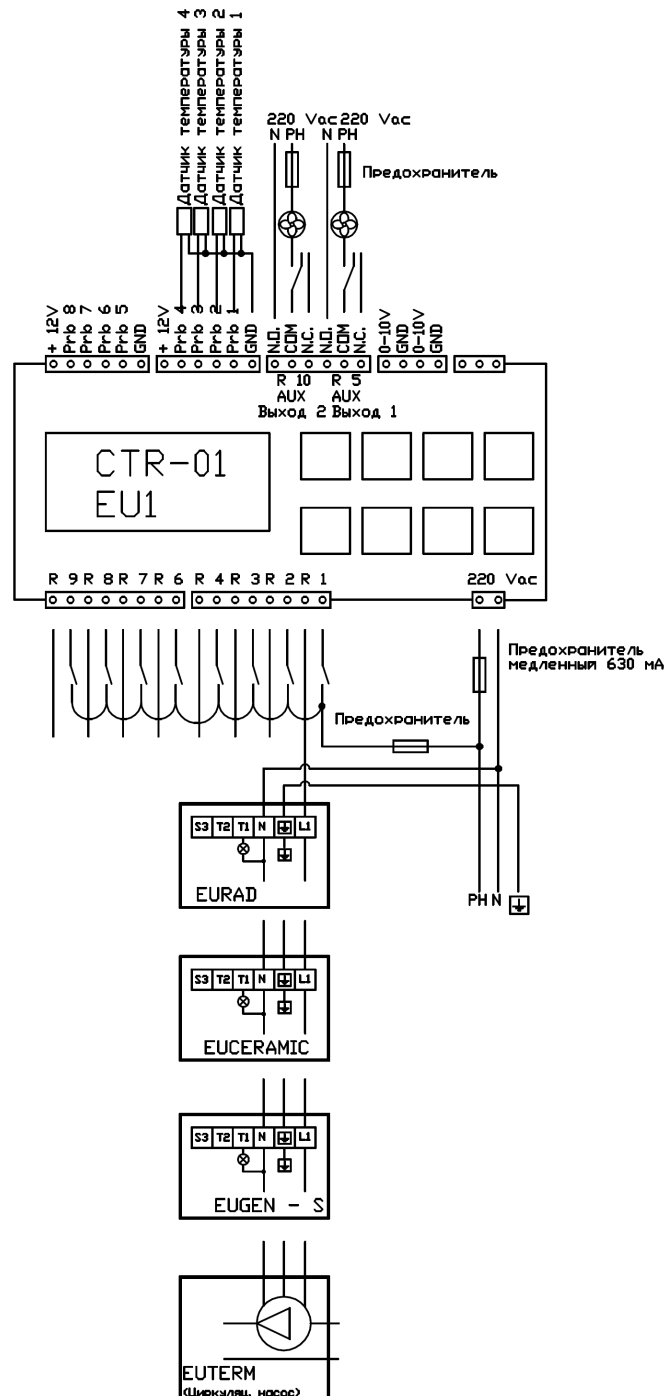 Датчик температуры 4
Датчик температуры 3
Датчик температуры 2
Датчик температуры 1
220 Vac 220 Vac
N PH N PH
Предохранитель
+ 12V
Prb 8
Prb 7
Prb 6
Prb 5
GND
+ 12V
Prb 4
Prb 3
Prb 2
Prb 1
GND
N.O.
COM
N.C.
N.O.
COM
N.C.
0-10V
GND
0-10V
GND
R 10 R 5
AUX AUX
Выход 2 Выход 1
CTR-01
EU1
R 9 R 8 R 7 R 6 R 4 R 3 R 2 R 1
220 Vac
Предохранитель
медленный 630 мА
Предохранитель
S3 T2 T1 N L1
EURAD
PH N
S3 T2 T1 N L1
EUCERAMIC
S3 T2 T1 N L1
EUGEN - S
EUTERM
(Циркуляц. насос)